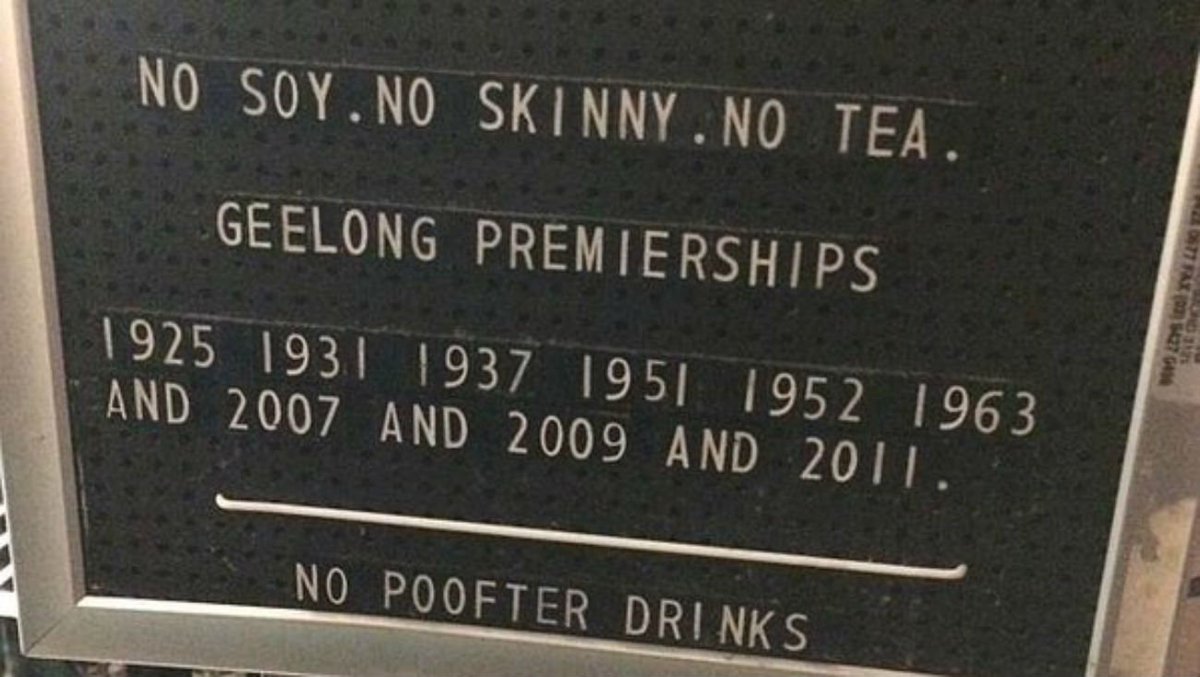 NO SOY.NO SKINNY.NO TEA.
GEELONG PREMIERSHIPS
1925 1931 1937 1951 1952 1963
AND 2007 AND 2009 AND 2011.
NO POOFTER DRINKS